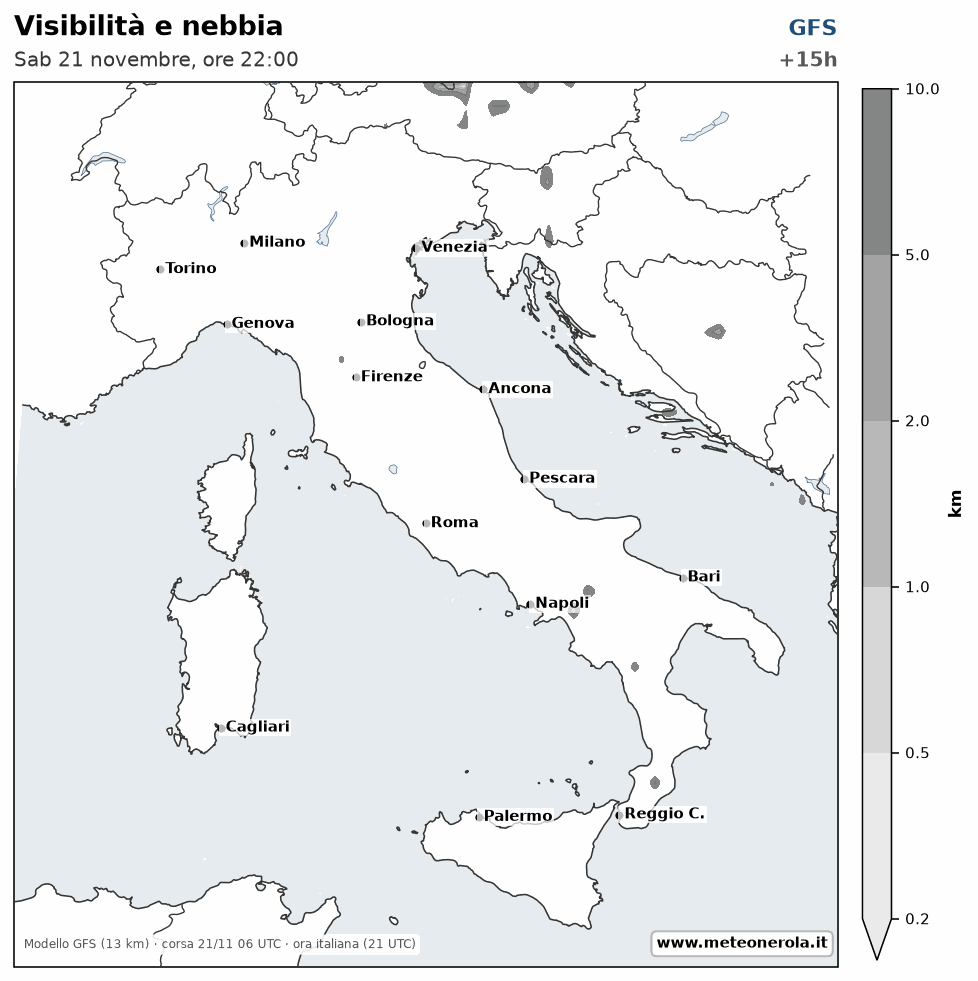 Visibilità e nebbia
GFS
Sab 21 novembre, ore 22:00
+15h
10.0
5.0
2.0
1.0
0.5
0.2
km
Milano
Venezia
Torino
Genova
Bologna
Firenze
Ancona
Pescara
Roma
Bari
Napoli
Cagliari
Palermo
Reggio C.
Modello GFS (13 km) · corsa 21/11 06 UTC · ora italiana (21 UTC)
www.meteonerola.it